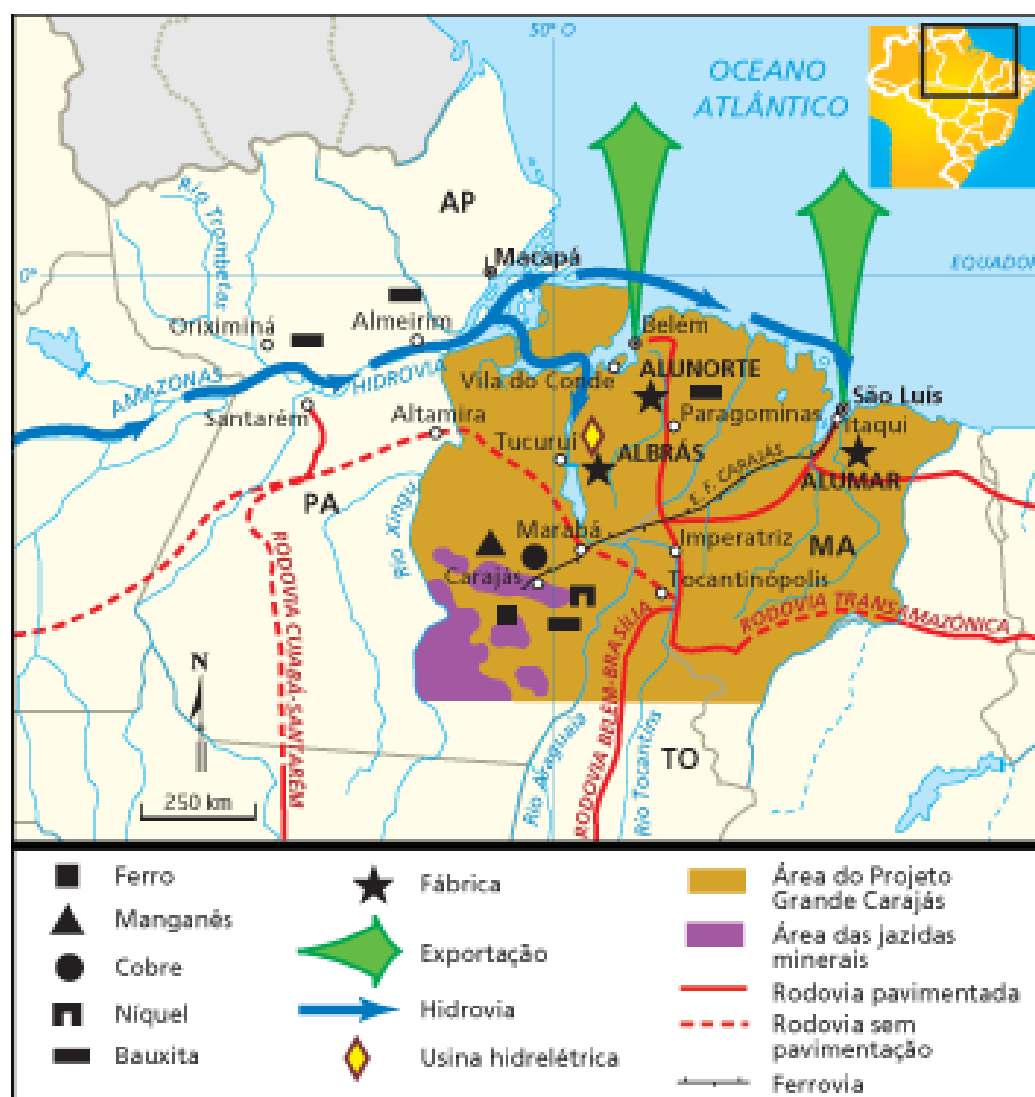 50° O
OCEANO
ATLÂNTICO
AP
Rio Trombetas
Macapá
0°
EQUADOR
Oriximiná
Almeirim
Belém
AMAZONAS
HIDROVIA
Vila do Conde
ALUNORTE
São Luís
Santarém
Altamira
Paragominas
Itaqui
Tucuruí
ALBRÁS
E. F. CARAJÁS
ALUMAR
PA
Rio Xingu
Marabá
Imperatriz
MA
Carajás
Tocantinópolis
RODOVIA TRANSAMAZÔNICA
RODOVIA CUIABÁ-SANTARÉM
RODOVIA BELÉM-BRASÍLIA
N
Rio Araguaia
Rio Tocantins
TO
250 km
Ferro
Manganês
Cobre
Níquel
Bauxita
Fábrica
Exportação
Hidrovia
Usina hidrelétrica
Área do Projeto
Grande Carajás
Área das jazidas
minerais
Rodovia pavimentada
Rodovia sem
pavimentação
Ferrovia